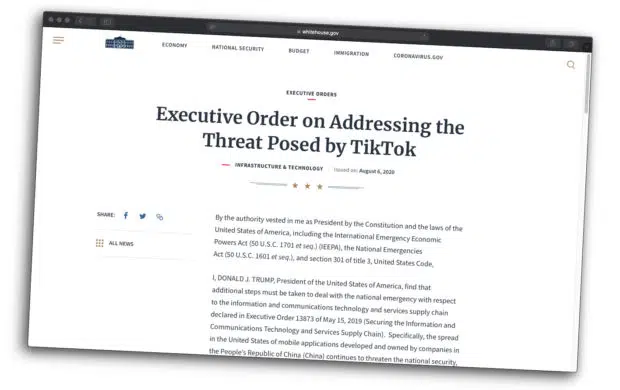 whitehouse.gov
ECONOMY NATIONAL SECURITY BUDGET IMMIGRATION CORONAVIRUS.GOV
EXECUTIVE ORDERS
Executive Order on Addressing the
Threat Posed by TikTok
INFRASTRUCTURE & TECHNOLOGY Issued on: August 6, 2020
SHARE:
ALL NEWS
By the authority vested in me as President by the Constitution and the laws of the
United States of America, including the International Emergency Economic
Powers Act (50 U.S.C. 1701 et seq.) (IEEPA), the National Emergencies
Act (50 U.S.C. 1601 et seq.), and section 301 of title 3, United States Code,
I, DONALD J. TRUMP, President of the United States of America, find that
additional steps must be taken to deal with the national emergency with respect
to the information and communications technology and services supply chain
declared in Executive Order 13873 of May 15, 2019 (Securing the Information and
Communications Technology and Services Supply Chain). Specifically, the spread
in the United States of mobile applications developed and owned by companies in
the People's Republic of China (China) continues to threaten the national security,